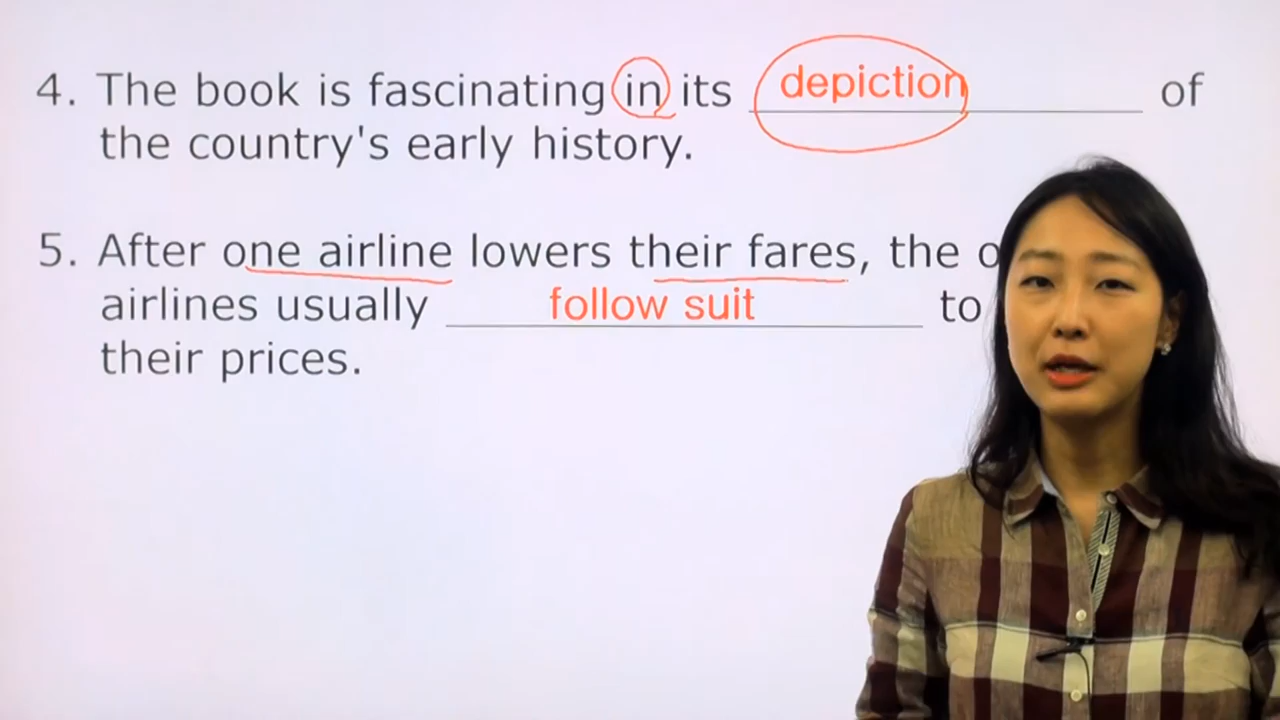 4. The book is fascinating in its depiction of
the country's early history.
5. After one airline lowers their fares, the
airlines usually follow suit to
their prices.